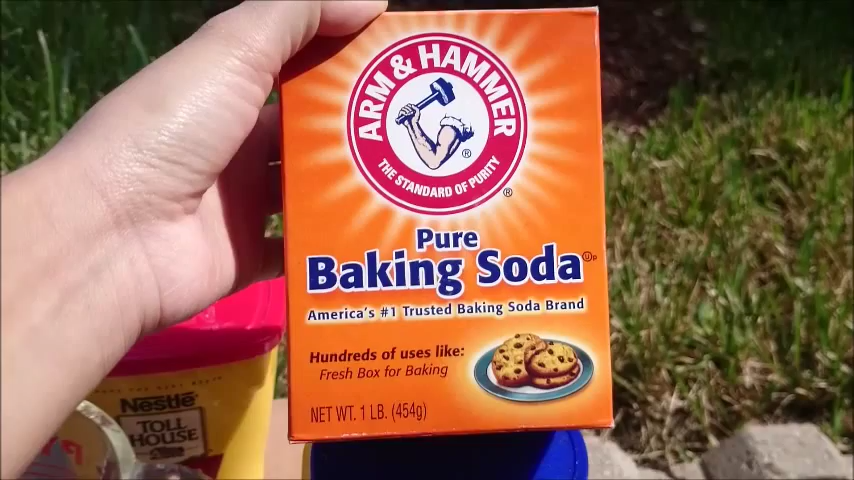 ARM & HAMMER
®
THE STANDARD OF PURITY
®
Pure
Baking Soda
America's #1 Trusted Baking Soda Brand
Hundreds of uses like:
Fresh Box for Baking
NET WT. 1 LB. (454g)
Nestlé
TOLL
HOUSE